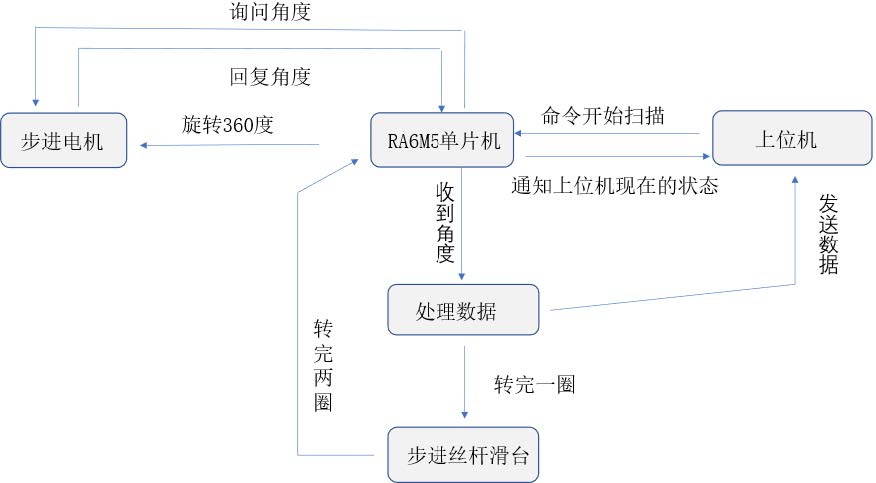 询问角度
回复角度
旋转360度
步进电机
RA6M5单片机
命令开始扫描
上位机
通知上位机现在的状态
收到角度
发送数据
处理数据
转完两圈
转完一圈
步进丝杆滑台